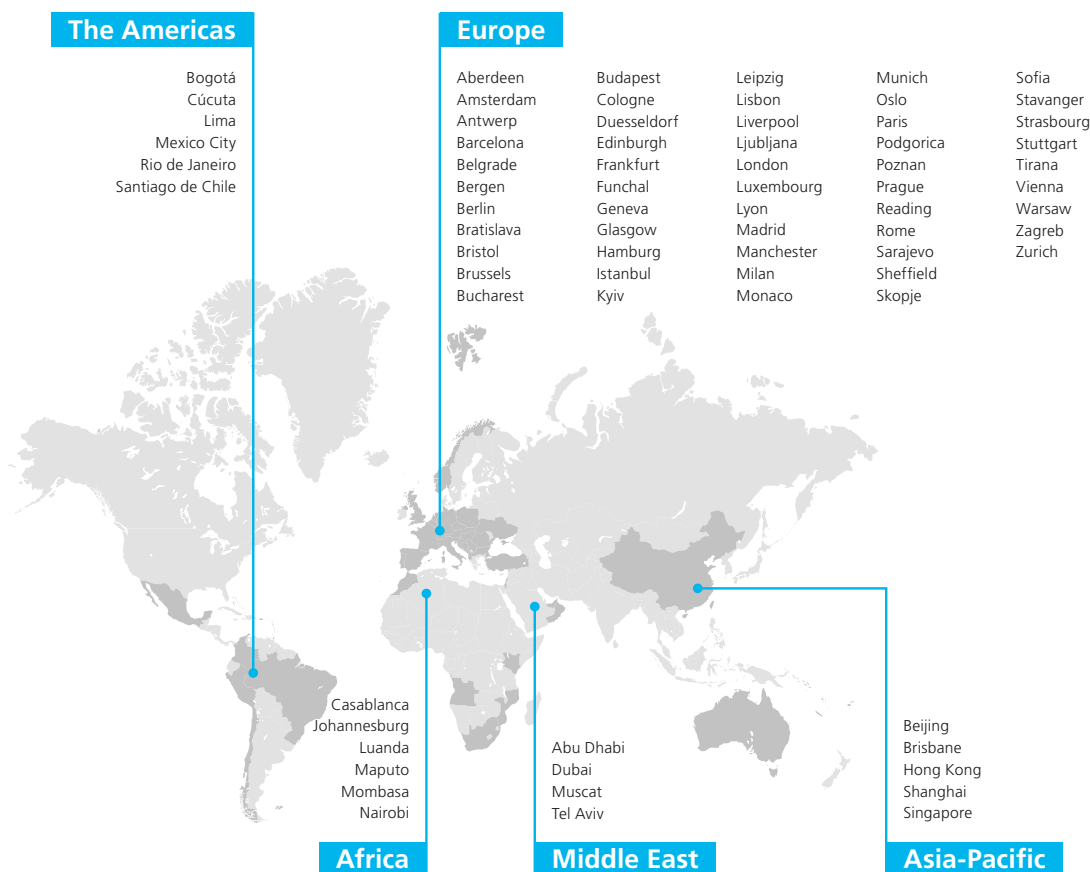 The Americas
Bogotá
Cúcuta
Lima
Mexico City
Rio de Janeiro
Santiago de Chile
Europe
Aberdeen
Amsterdam
Antwerp
Barcelona
Belgrade
Bergen
Berlin
Bratislava
Bristol
Brussels
Bucharest
Budapest
Cologne
Duesseldorf
Edinburgh
Frankfurt
Funchal
Geneva
Glasgow
Hamburg
Istanbul
Kyiv
Leipzig
Lisbon
Liverpool
Ljubljana
London
Luxembourg
Lyon
Madrid
Manchester
Milan
Monaco
Munich
Oslo
Paris
Podgorica
Poznan
Prague
Reading
Rome
Sarajevo
Sheffield
Skopje
Sofia
Stavanger
Strasbourg
Stuttgart
Tirana
Vienna
Warsaw
Zagreb
Zurich
Casablanca
Johannesburg
Luanda
Maputo
Mombasa
Nairobi
Africa
Abu Dhabi
Dubai
Muscat
Tel Aviv
Middle East
Beijing
Brisbane
Hong Kong
Shanghai
Singapore
Asia-Pacific